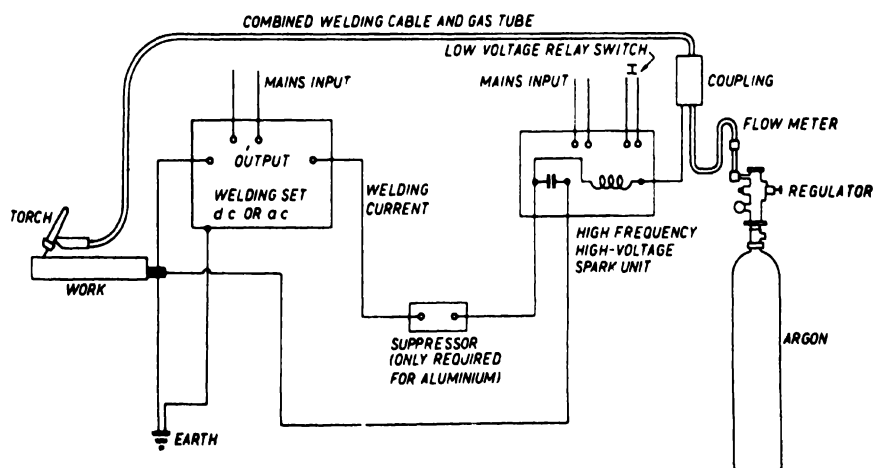 COMBINED WELDING CABLE AND GAS TUBE
LOW VOLTAGE RELAY SWITCH
MAINS INPUT
MAINS INPUT
COUPLING
FLOW METER
OUTPUT
WELDING SET
dc OR ac
WELDING
CURRENT
REGULATOR
TORCH
HIGH FREQUENCY
HIGH-VOLTAGE
SPARK UNIT
WORK
SUPPRESSOR
(ONLY REQUIRED
FOR ALUMINIUM)
ARGON
EARTH